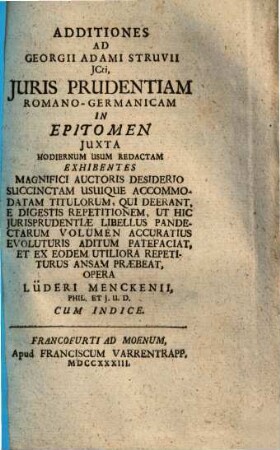 ADDITIONES
AD
GEORGII ADAMI STRUVII
JCti,
JURIS PRUDENTIAM
ROMANO-GERMANICAM
IN
EPITOMEN
JUXTA
HODIERNUM USUM REDACTAM
EXHIBENTES
MAGNIFICI AUCTORIS DESIDERIO
SUCCINCTAM USUIQUE ACCOMMO-
DATAM TITULORUM, QUI DEERANT,
E DIGESTIS REPETITIONEM, UT HIC
JURISPRUDENTIÆ LIBELLUS PANDE-
CTARUM VOLUMEN ACCURATIUS
EVOLUTURIS ADITUM PATEFACIAT,
ET EX EODEM UTILIORA REPETI-
TURUS ANSAM PRÆBEAT,
OPERA
LÜDERI MENCKENII,
PHIL. ET J. U. D.
CUM INDICE.
FRANCOFURTI AD MOENUM,
Apud FRANCISCUM VARRENTRAPP,
MDCCXXXIII.